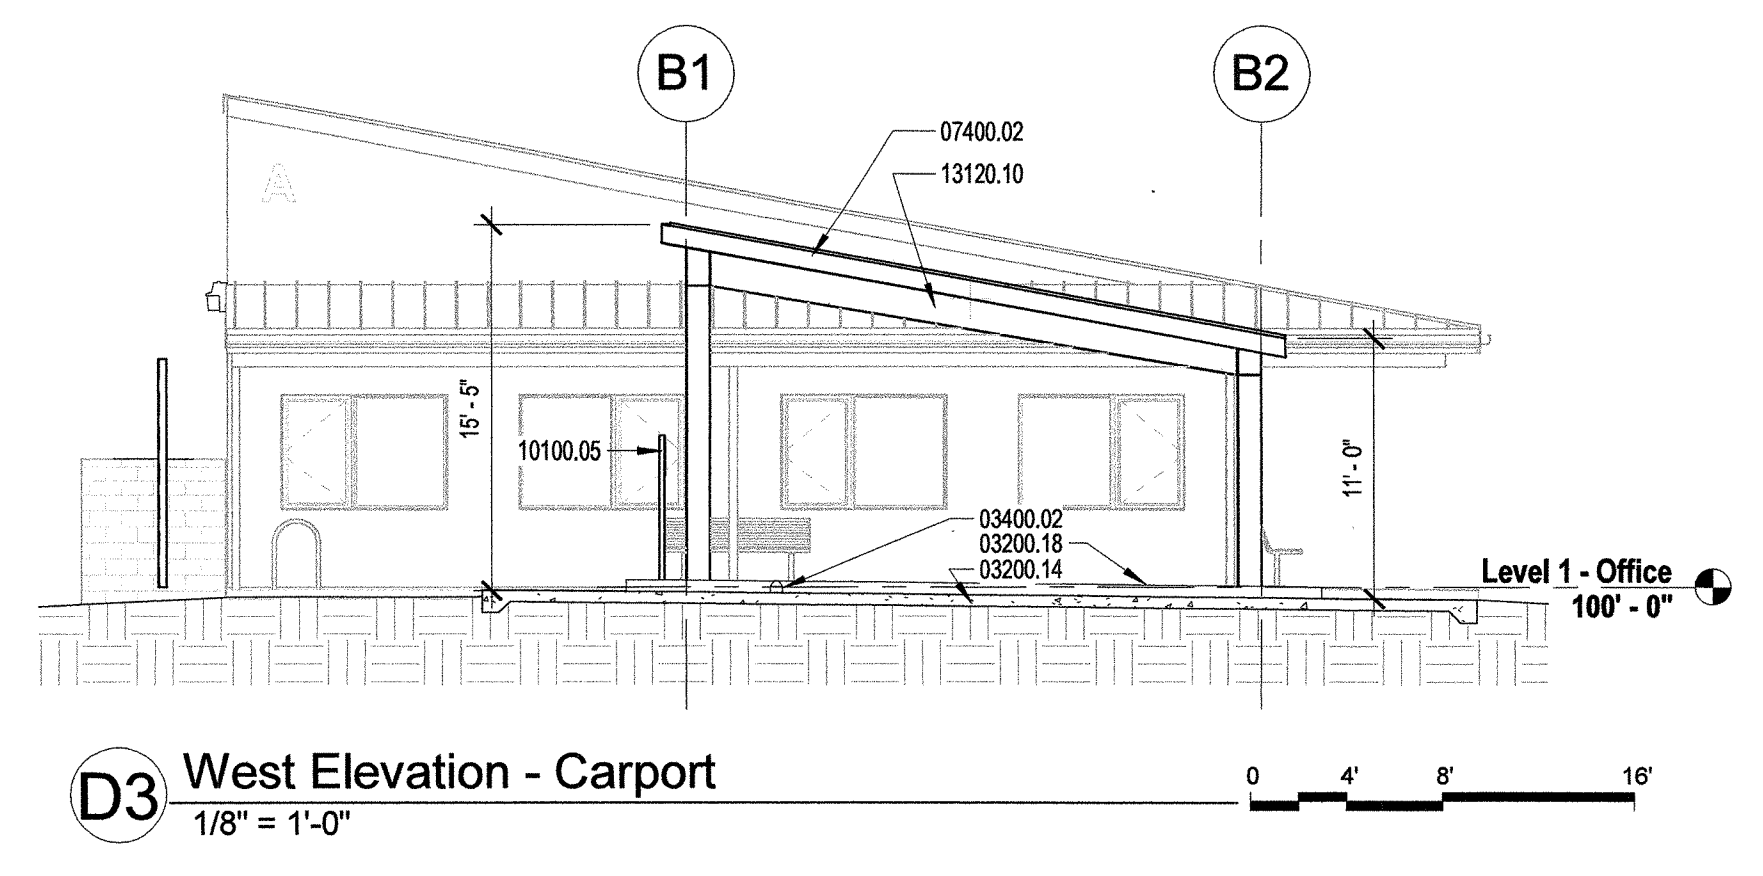 B1
B2
07400.02
13120.10
A
15' - 5"
10100.05
11' - 0"
03400.02
03200.18
03200.14
Level 1 - Office
100' - 0"
D3
West Elevation - Carport
1/8" = 1'-0"
0 4' 8' 16'